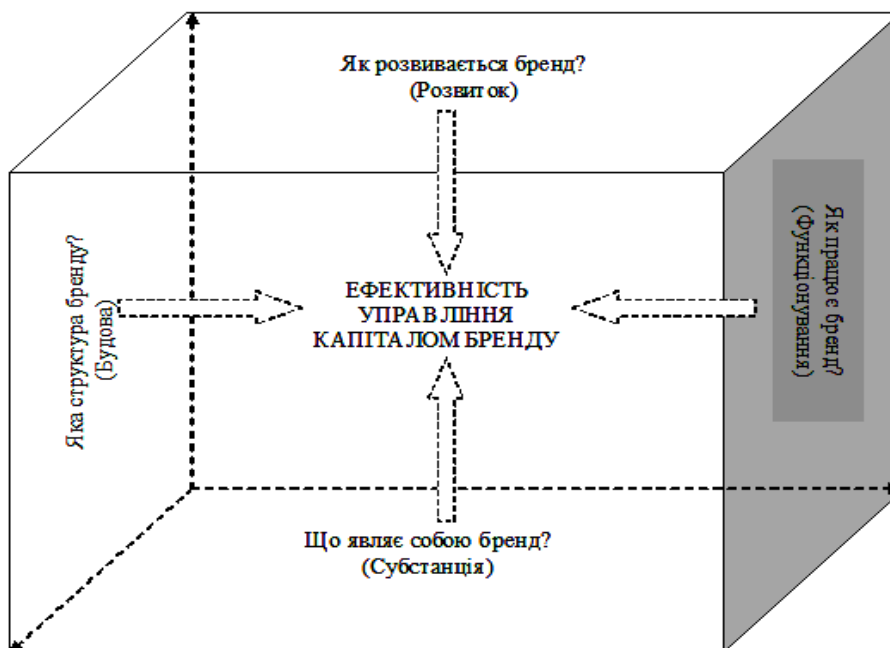 Як розвивається бренд?
(Розвиток)
Яка структура бренду?
(Будова)
ЕФЕКТИВНІСТЬ
УПРАВЛІННЯ
КАПІТАЛОМ БРЕНДУ
Як працює бренд?
(Функціонування)
Що являє собою бренд?
(Субстанція)